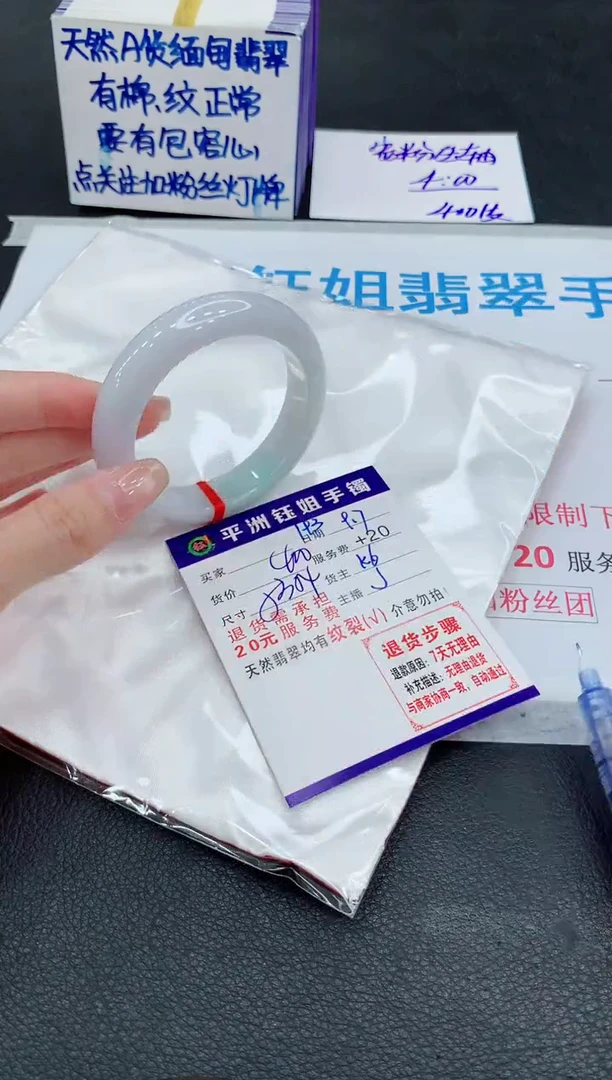 天然A货缅甸翡翠
有棉、纹正常
要有包容心
点关注加粉丝灯牌
4:00
钰姐翡翠手
限制下
20 服务
粉丝团
平洲钰姐手镯
买家
日期
货价
服务费 +20
尺寸
货主
退货需承担
主播
20元服务费
天然翡翠均有纹裂(√) 介意勿拍
退货步骤
退款原因:7天无理由
补充描述:无理由退货
与商家协商一致,自动通过